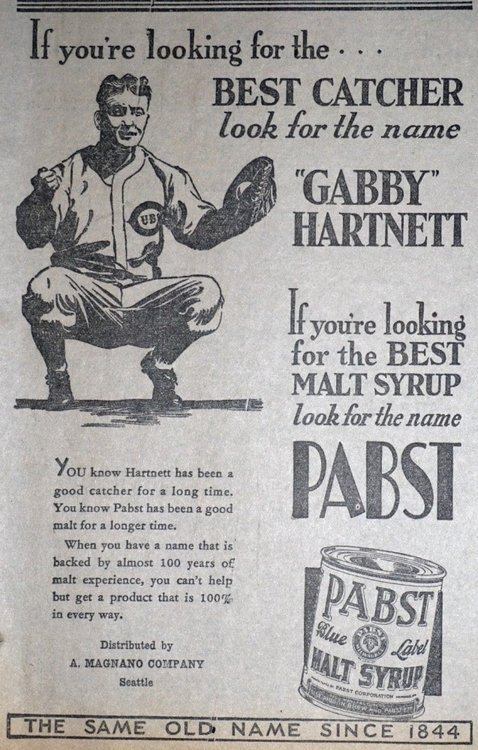 If you're looking for the . . .
BEST CATCHER
look for the name
"GABBY"
HARTNETT
CUBS
If you're looking
for the BEST
MALT SYRUP
look for the name
PABST
YOU know Hartnett has been a
good catcher for a long time.
You know Pabst has been a good
malt for a longer time.
When you have a name that is
backed by almost 100 years of
malt experience, you can't help
but get a product that is 100%
in every way.
Distributed by
A. MAGNANO COMPANY
Seattle
PABST
Blue Label
MALT SYRUP
PABST CORPORATION
THE SAME OLD NAME SINCE 1844